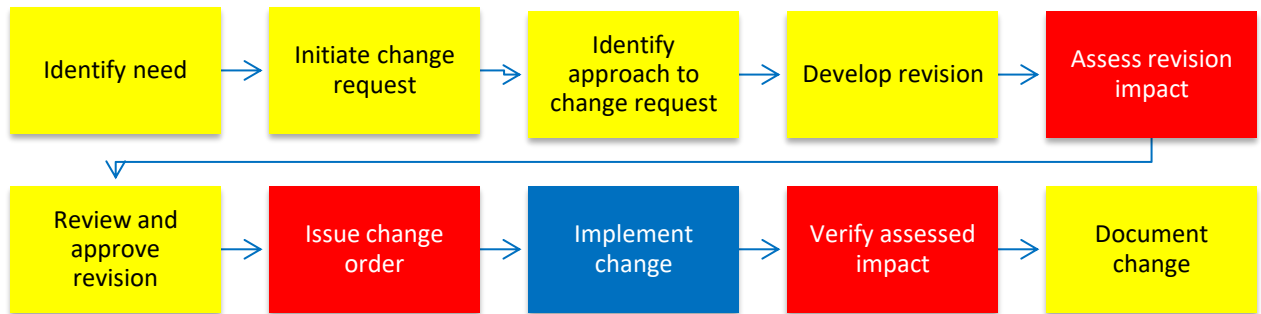 Identify need
Initiate change
request
Identify
approach to
change request
Develop revision
Assess revision
impact
Review and
approve
revision
Issue change
order
Implement
change
Verify assessed
impact
Document
change